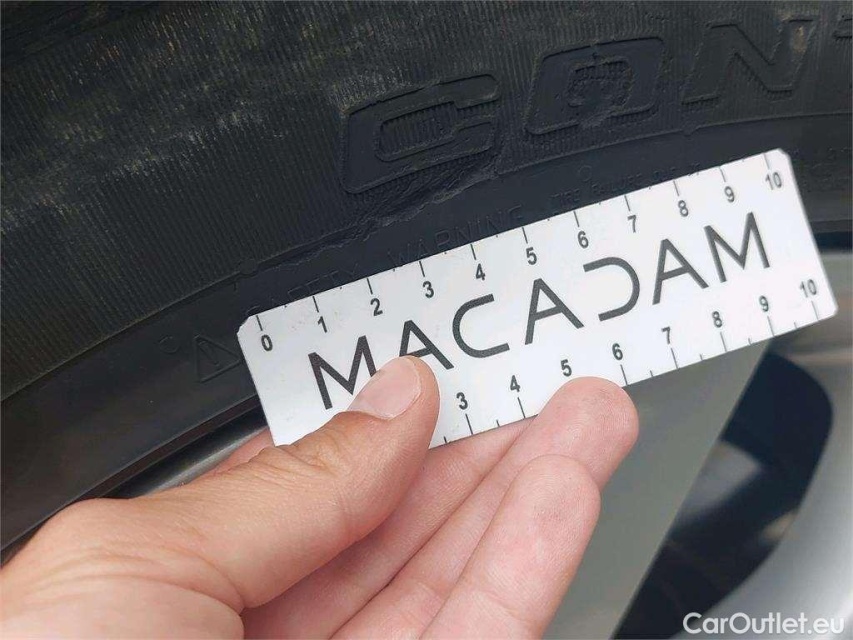 CONT
SAFETY WARNING
0 1 2 3 4 5 6 7 8 9 10
MACADAM
3 4 5 6 7 8 9 10
CarOutlet.eu